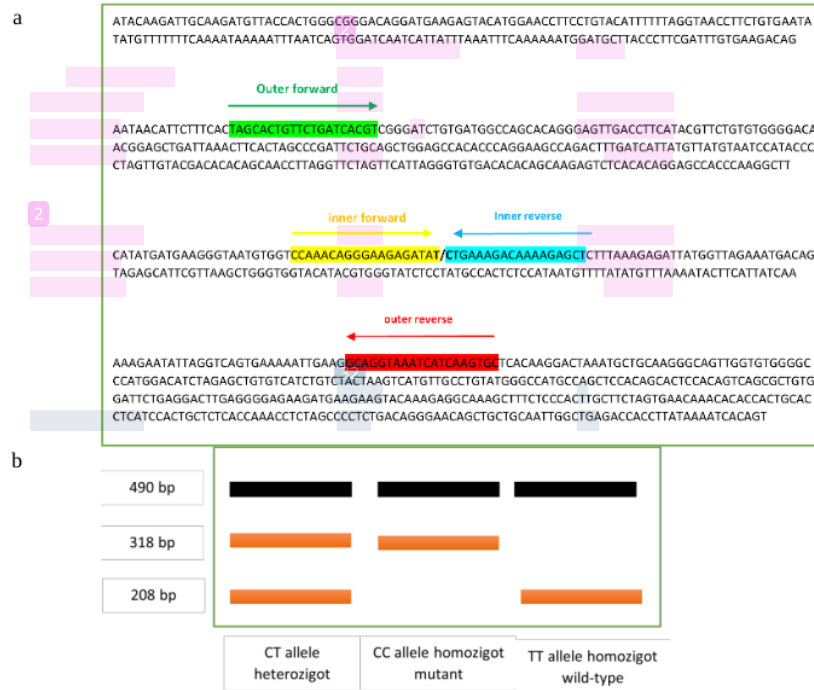 a
ATACAAGATTGCAAGATGTTACCACTGGGCGGGACAGGATGAAGAGTACATGGAACCTTCCTGTACATTTTTTAGGTAACCTTCTGTGAATA
TATGTTTTTTTCAAAATAAAAATTTAATCAGTGGATCAATCATTATTTAAATTTCAAAAAATGGATGCTTACCCTTCGATTTGTGAAGACAG
Outer forward
AATAACATTCTTTCACTAGCACTGTTCTGATCACGTCGGGATCTGTGATGGCCAGCACAGGGAGTTGACCTTCATACGTTCTGTGTGGGGACA
ACGGAGCTGATTAAACTTCACTAGCCCGATTCTGCAGCTGGAGCCACACCCAGGAAGCCAGACTTTGATCATTATGTTATGTAATCCATACCC
CTAGTTGTACGACACACAGCAACCTTAGGTTCTAGTTCATTAGGGTGTGACACACAGCAAGAGTCTCACACAGGAGCCACCCAAGGCTT
2
inner forward
Inner reverse
CATATGATGAAGGGTAATGTGGTCCAAACAGGGAAGAGATAT/CTGAAAGACAAAAGAGCTCTTTAAAGAGATTATGGTTAGAAATGACAG
TAGAGCATTCGTTAAGCTGGGTGGTACATACGTGGGTATCTCCTATGCCACTCTCCATAATGTTTTATATGTTTAAAATACTTCATTATCAA
outer reverse
AAAGAATATTAGGTCAGTGAAAAATTGAAGGCAGGTAAATCATCAAGTGCTCACAAGGACTAAATGCTGCAAGGGCAGTTGGTGTGGGGC
CCATGGACATCTAGAGCTGTGTCATCTGTCTACTAAGTCATGTTGCCTGTATGGGCCATGCCAGCTCCACAGCACTCCACAGTCAGCGCTGTG
GATTCTGAGGACTTGAGGGGAGAAGATGAAGAAGTACAAAGAGGCAAAGCTTTCTCCCACTTGCTTCTAGTGAACAAACACACCACTGCAC
CTCATCCACTGCTCTCACCAAACCTCTAGCCCCTCTGACAGGGAACAGCTGCTGCAATTGGCTGAGACCACCTTATAAAATCACAGT
b
490 bp
318 bp
208 bp
CT allele heterozigot
CC allele homozigot mutant
TT allele homozigot wild-type